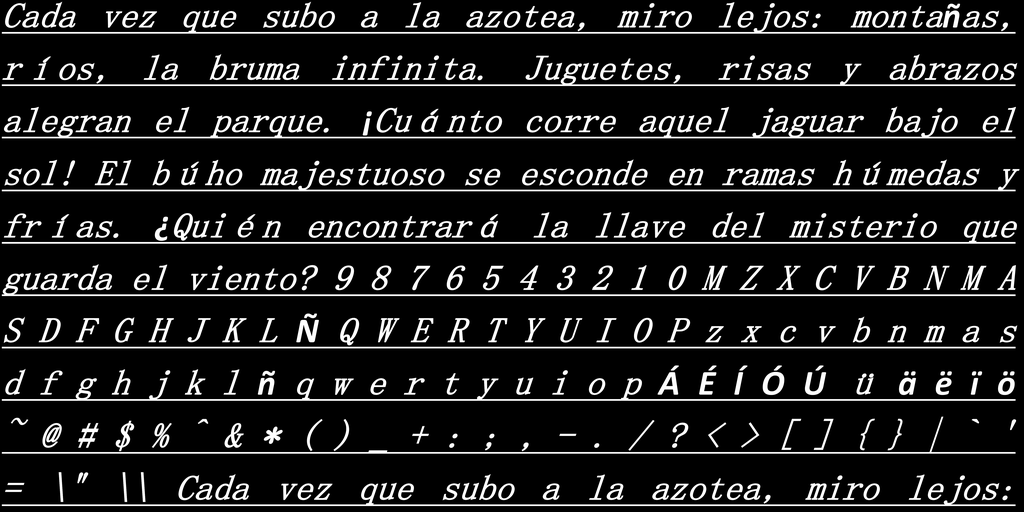 Cada vez que subo a la azotea, miro lejos: montañas,
ríos, la bruma infinita. Juguetes, risas y abrazos
alegran el parque. ¡Cuánto corre aquel jaguar bajo el
sol! El búho majestuoso se esconde en ramas húmedas y
frías. ¿Quién encontrará la llave del misterio que
guarda el viento? 9 8 7 6 5 4 3 2 1 0 M Z X C V B N M A
S D F G H J K L Ñ Q W E R T Y U I O P z x c v b n m a s
d f g h j k l ñ q w e r t y u i o p Á É Í Ó Ú ü ä ë ï ö
~ @ # $ % ^ & * ( ) _ + : ; , - . / ? < > [ ] { } | ` '
= \" \\ Cada vez que subo a la azotea, miro lejos: